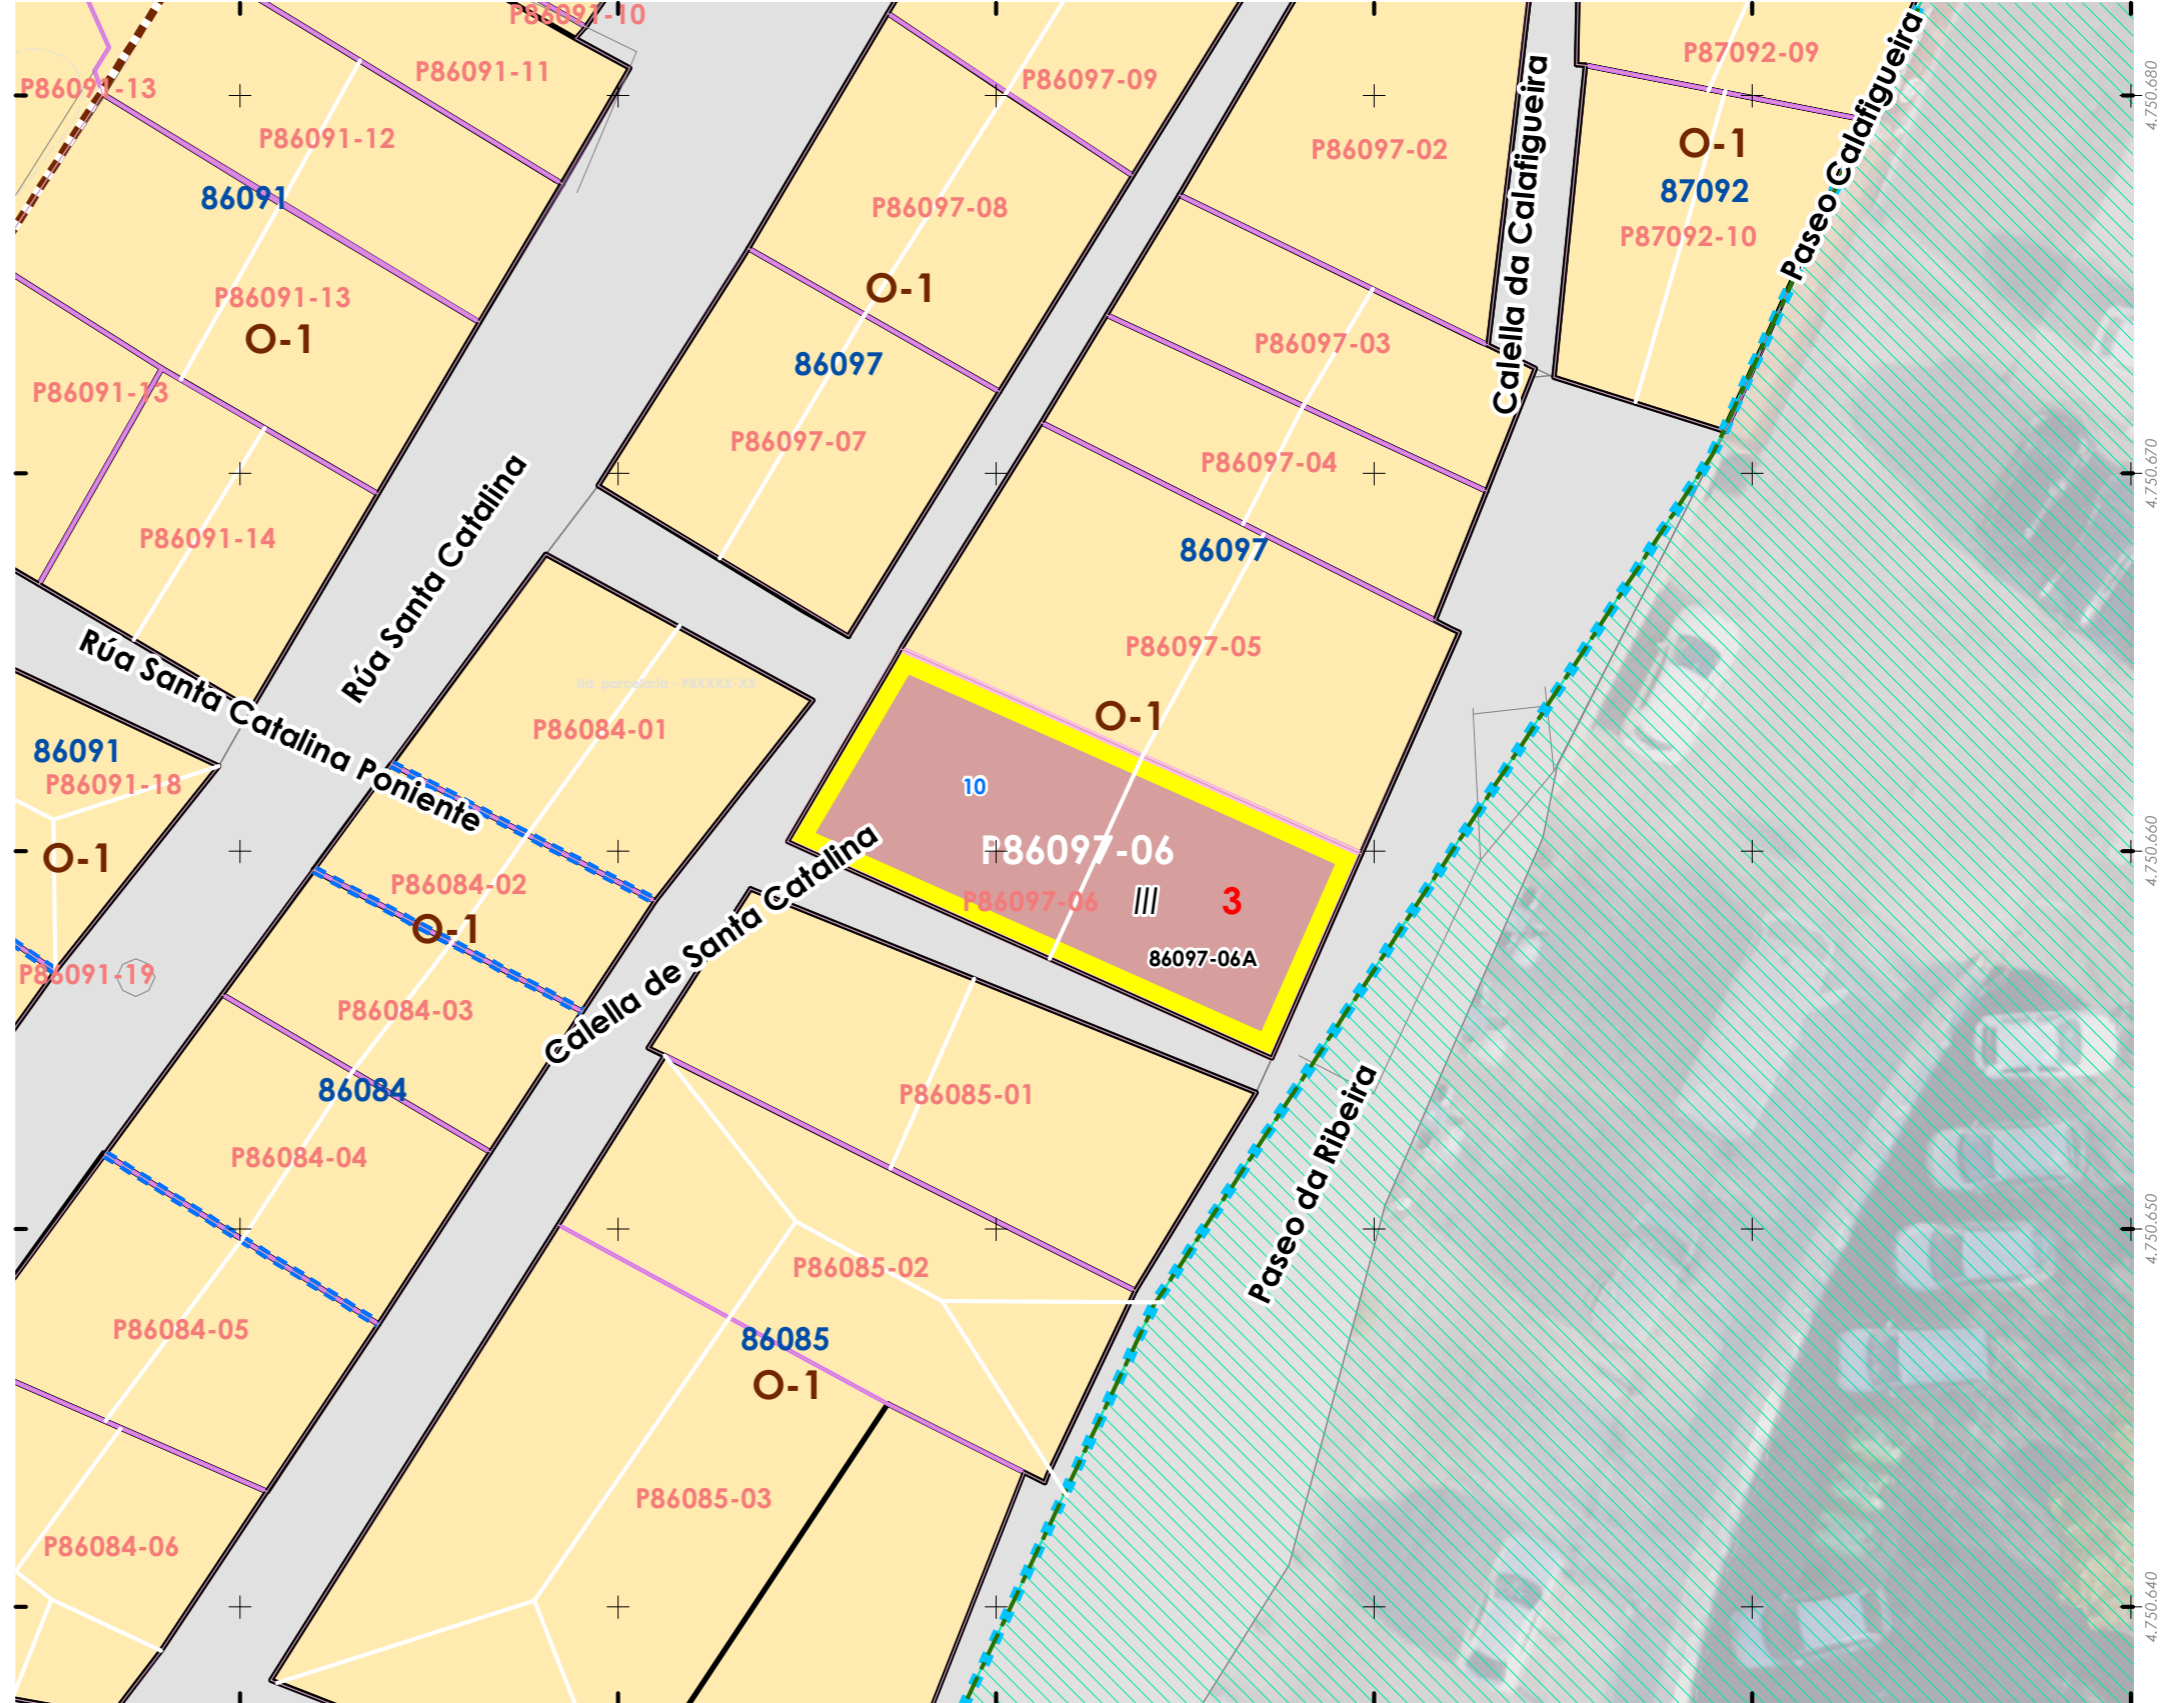 P86091-10
P87092-09
P86091-11
P86097-09
P86091-13
4.750.680
P86091-12
O-1
P86097-02
Calella da Calafigueira
Paseo Calafigueira
86091
87092
P86097-08
P87092-10
O-1
P86091-13
O-1
P86097-03
86097
P86091-13
P86097-07
P86097-04
4.750.670
P86091-14
Rúa Santa Catalina
86097
P86097-05
Rúa Santa Catalina Poniente
Ud. parcelaria - P8XXXX-XX
O-1
P86084-01
86091
P86091-18
10
4.750.660
O-1
P86097-06
P86084-02
P86097-06
III
3
O-1
Calella de Santa Catalina
86097-06A
P86091-19
P86084-03
86084
P86085-01
P86084-04
Paseo da Ribeira
4.750.650
P86085-02
P86084-05
86085
O-1
P86085-03
P86084-06
4.750.640